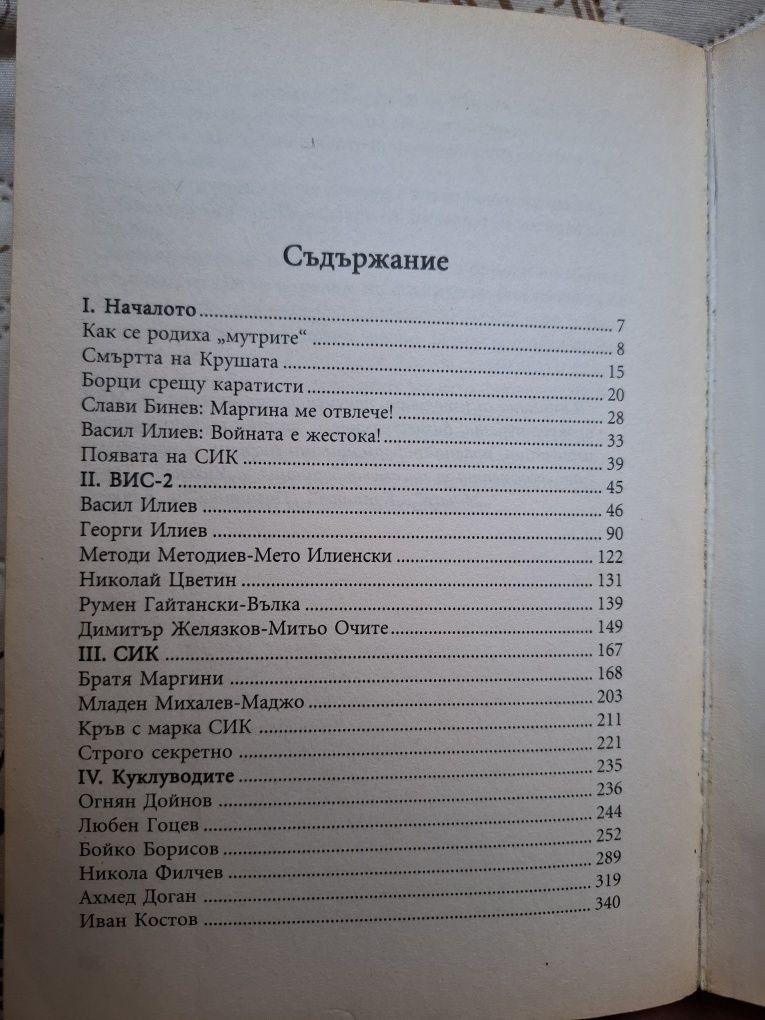 Съдържание
I. Началото 7
Как се родиха „мутрите“ 8
Смъртта на Крушата 15
Борци срещу каратисти 20
Слави Бинев: Маргина ме отвлече! 28
Васил Илиев: Войната е жестока! 33
Появата на СИК 39
II. ВИС-2 45
Васил Илиев 46
Георги Илиев 90
Методи Методиев-Мето Илиенски 122
Николай Цветин 131
Румен Гайтански-Вълка 139
Димитър Желязков-Митьо Очите 149
III. СИК 167
Братя Маргини 168
Младен Михалев-Маджо 203
Кръв с марка СИК 211
Строго секретно 221
IV. Кукловодите 235
Огнян Дойнов 236
Любен Гоцев 244
Бойко Борисов 252
Никола Филчев 289
Ахмед Доган 319
Иван Костов 340